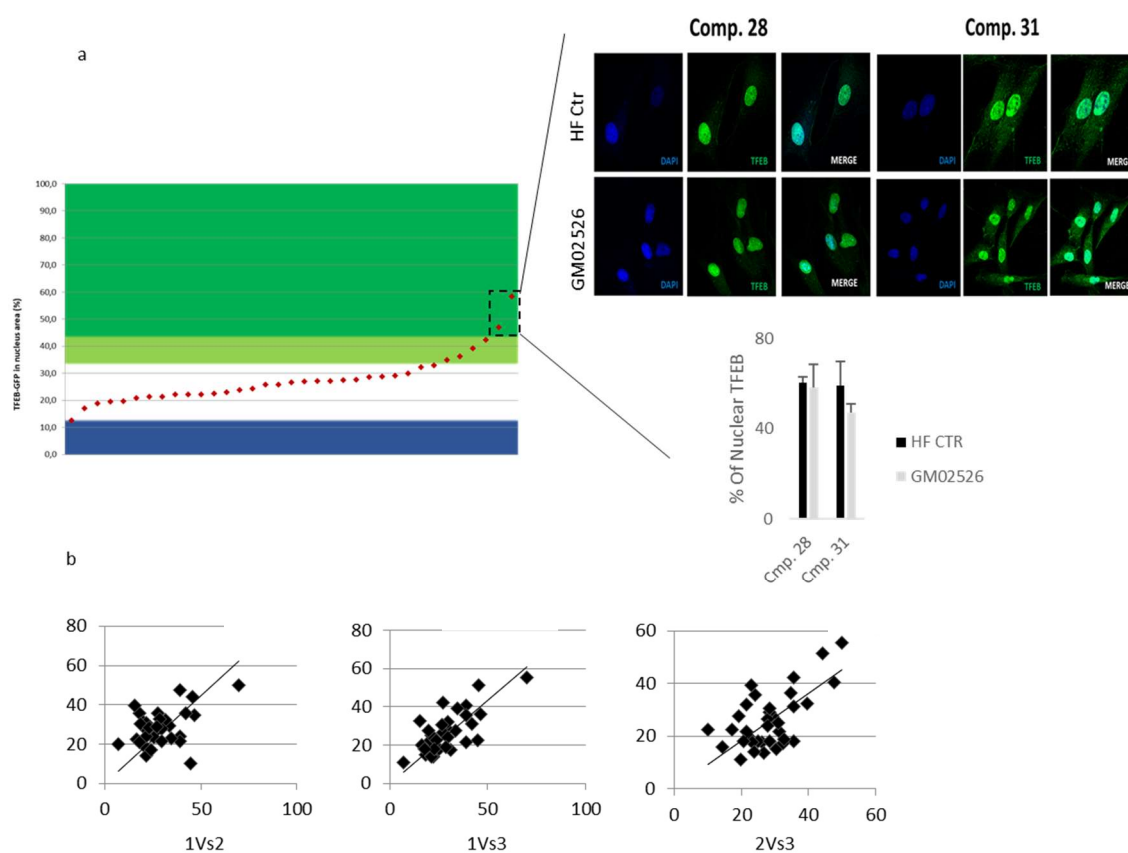 a
Comp. 28
Comp. 31
HF Ctr
DAPI
TFEB
MERGE
DAPI
TFEB
MERG
GM02526
DAPI
TFEB
MERGE
DAPI
TFEB
MERGE
TFEB-GFP in nucleus area (%)
100,0
90,0
80,0
70,0
60,0
50,0
40,0
30,0
20,0
10,0
0,0
% Of Nuclear TFEB
80
40
0
Cmp. 28
Cmp. 31
HF CTR
GM02526
b
80
60
40
20
0
0
50
100
1Vs2
80
60
40
20
0
0
50
100
1Vs3
60
40
20
0
0
20
40
60
2Vs3